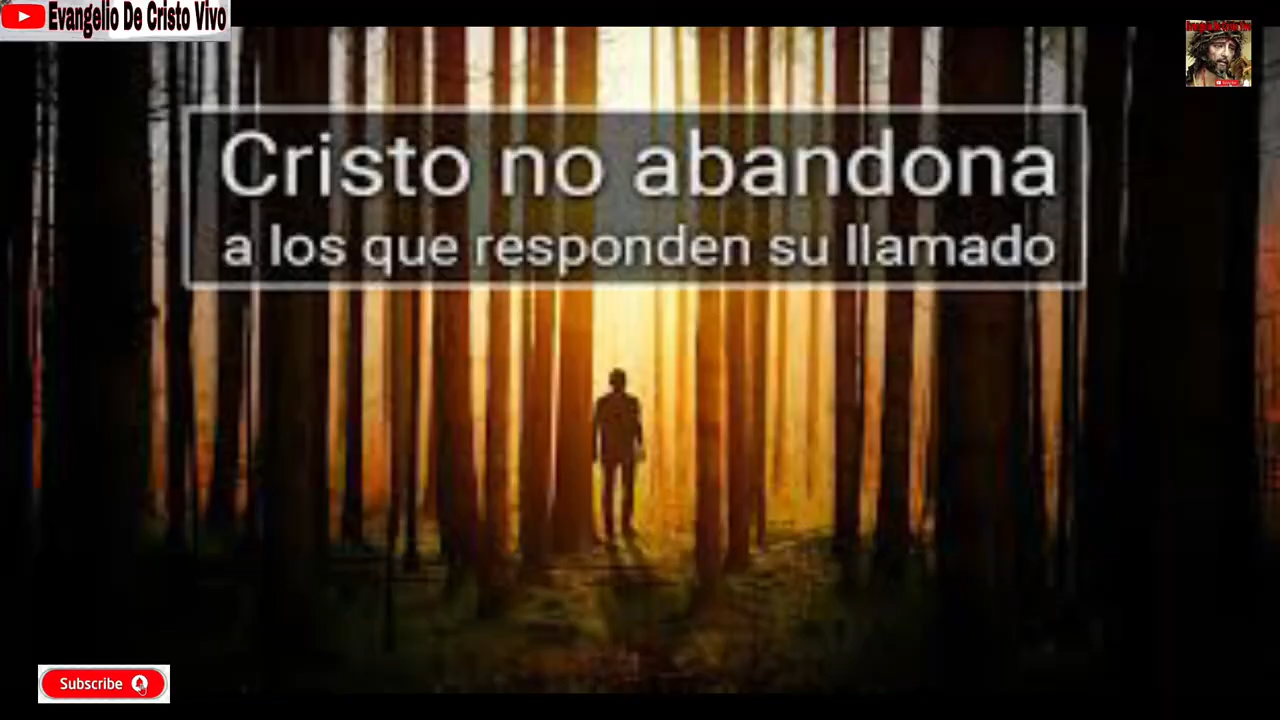 Evangelio De Cristo Vivo
Cristo no abandona
a los que responden su llamado
Subscribe